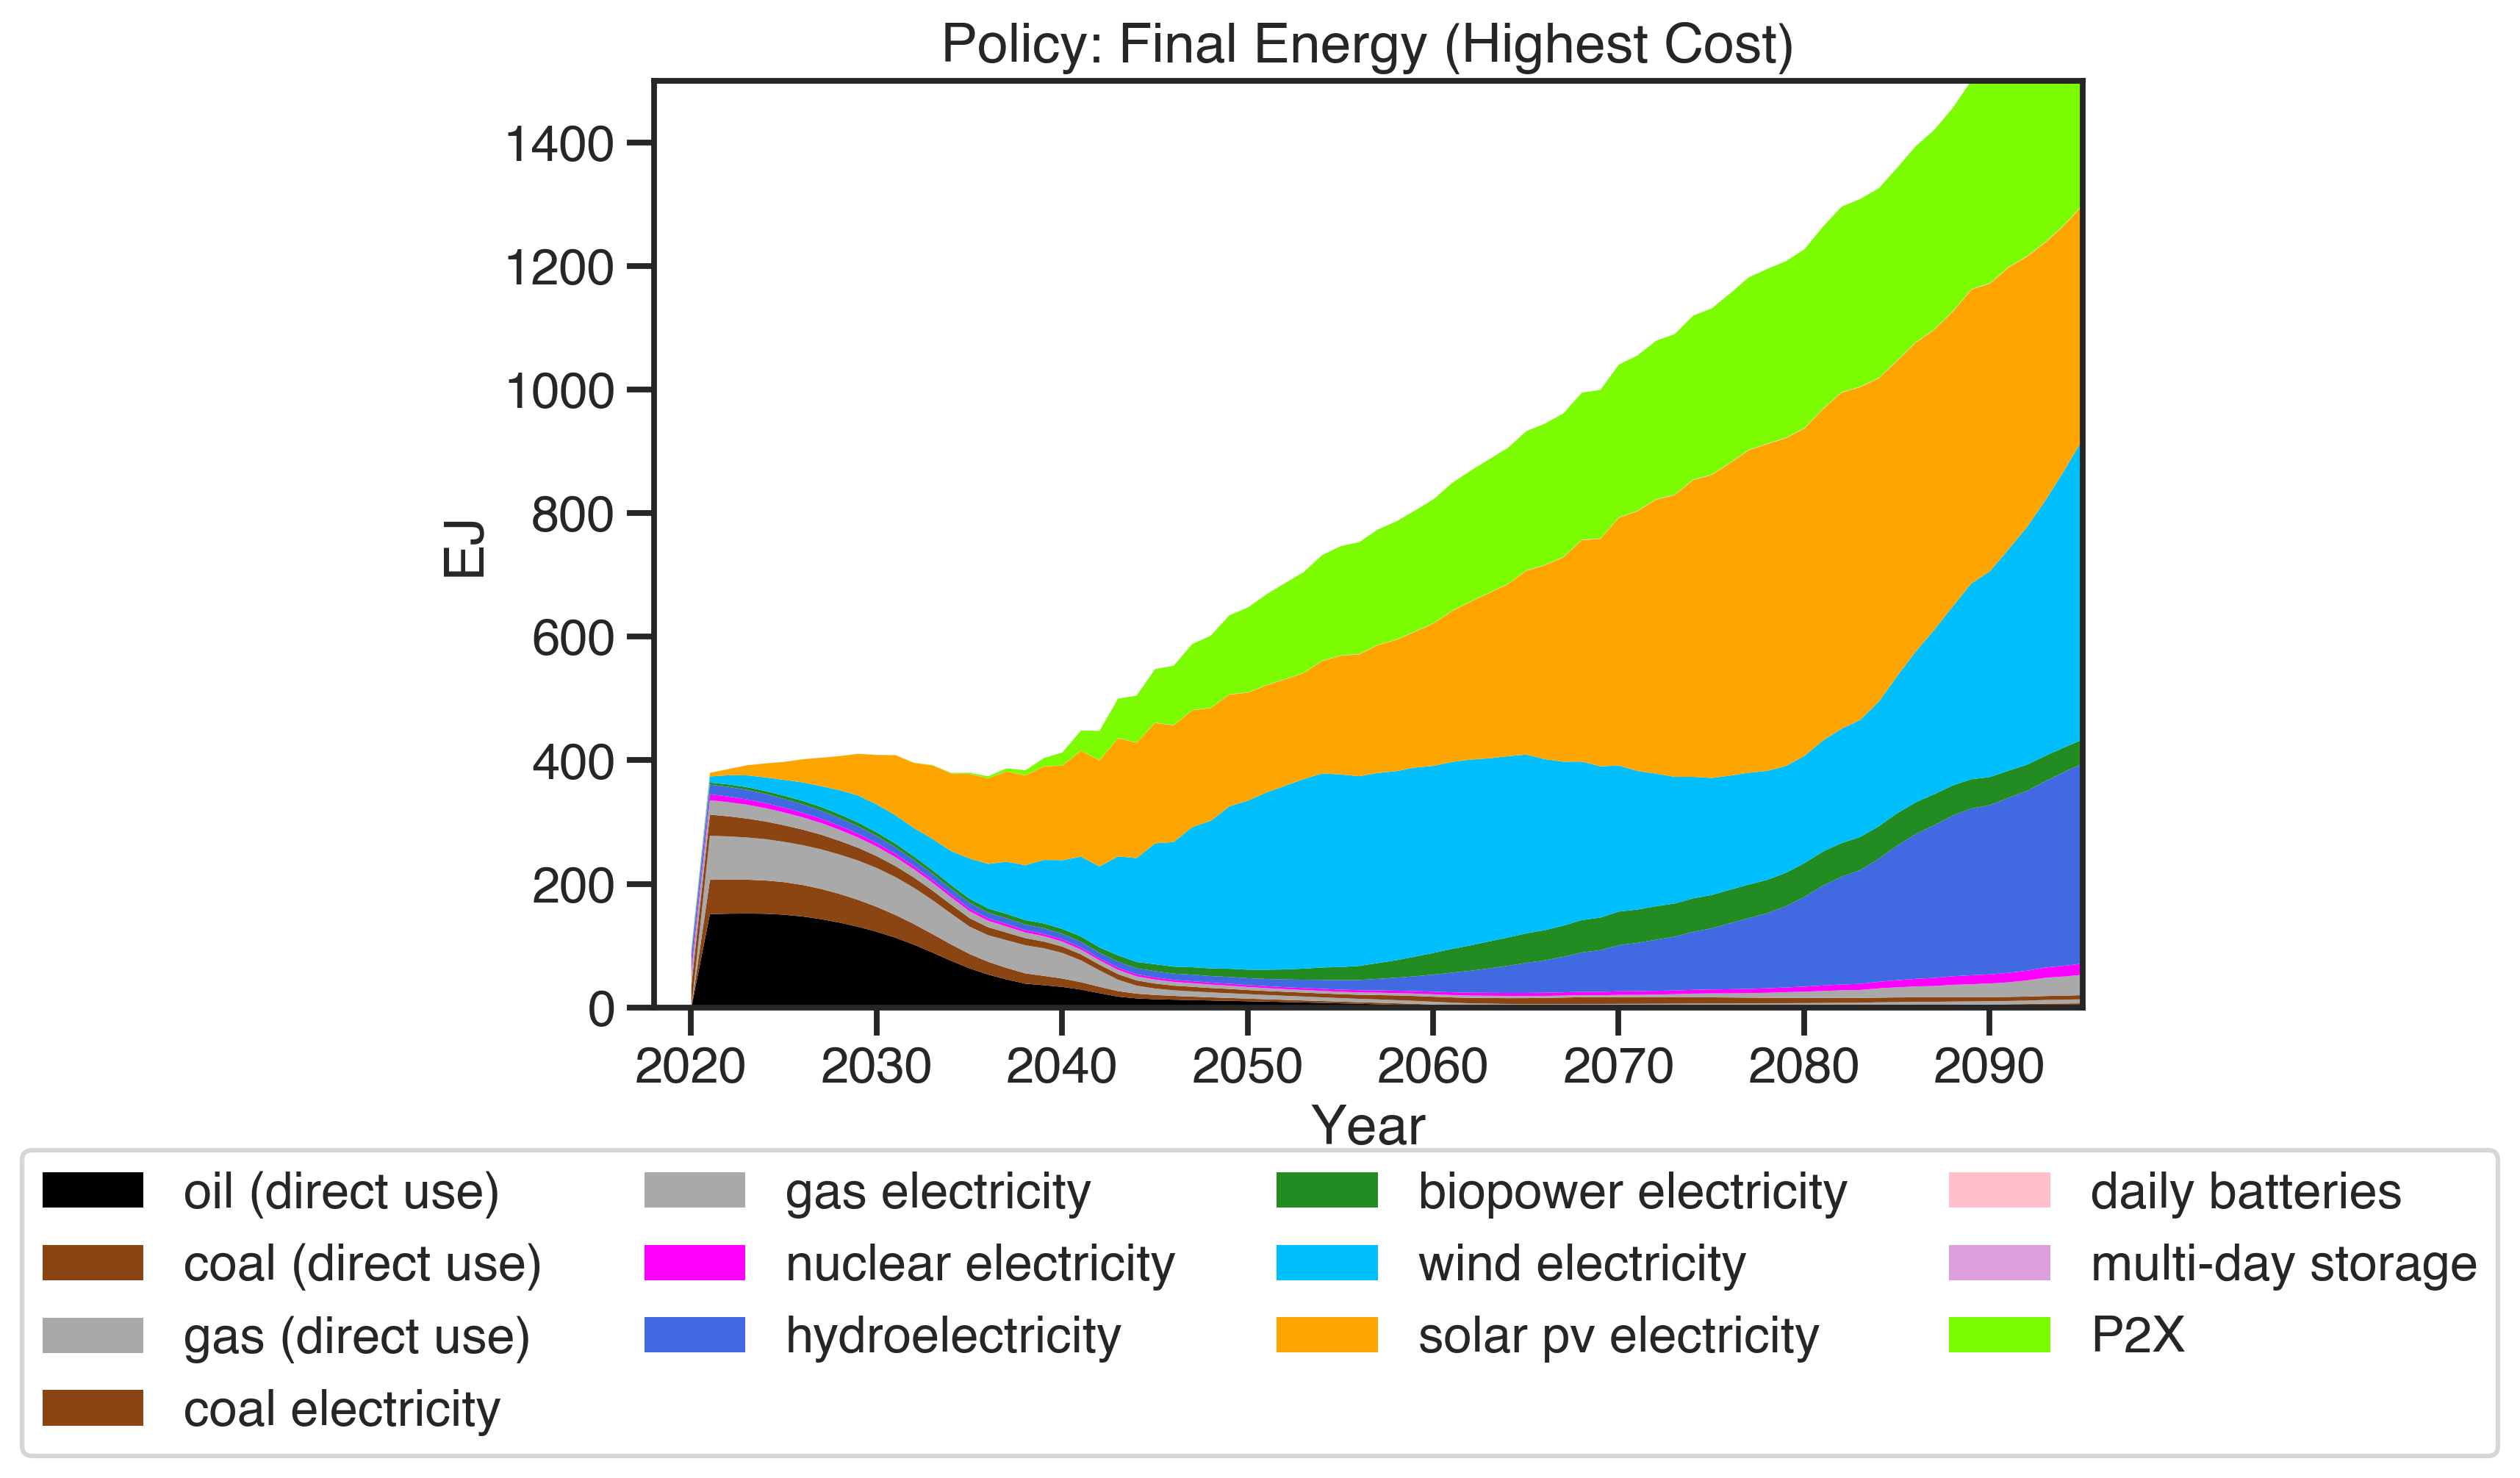 Policy: Final Energy (Highest Cost)
1400
1200
1000
800
600
400
200
0
EJ
2020 2030 2040 2050 2060 2070 2080 2090
Year
oil (direct use)
coal (direct use)
gas (direct use)
coal electricity
gas electricity
nuclear electricity
hydroelectricity
biopower electricity
wind electricity
solar pv electricity
daily batteries
multi-day storage
P2X